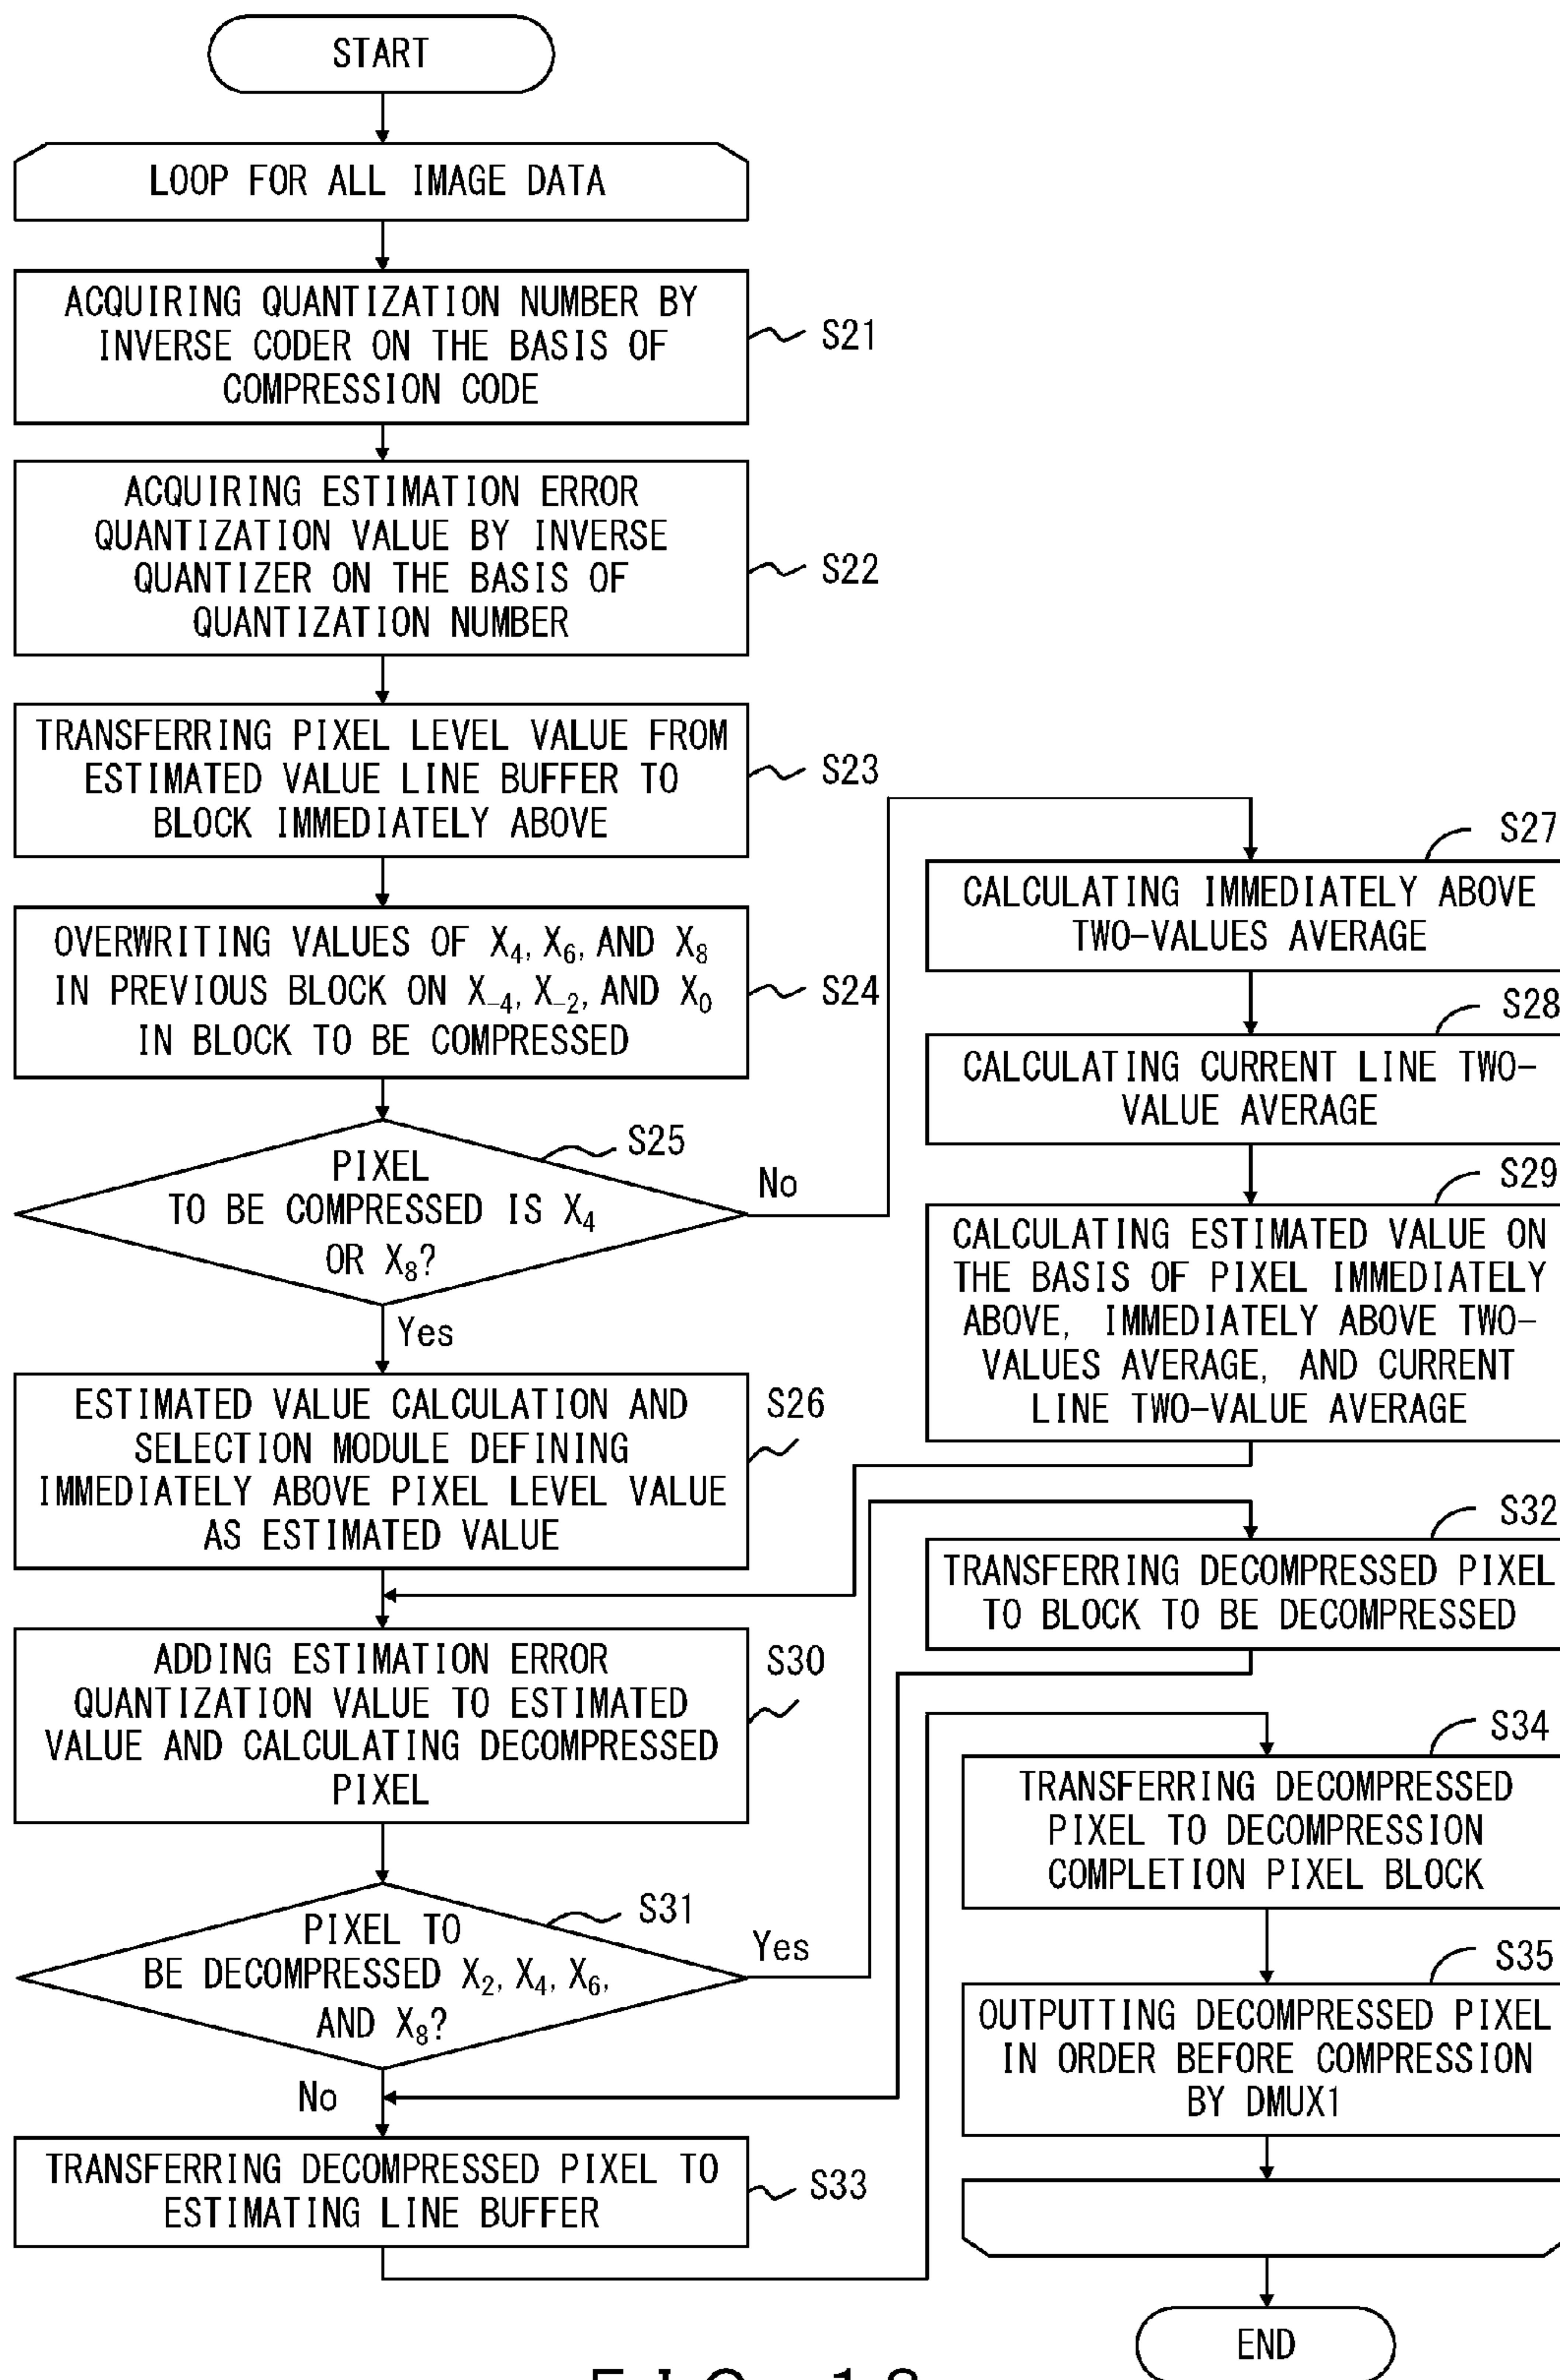 START
LOOP FOR ALL IMAGE DATA
ACQUIRING QUANTIZATION NUMBER BY
INVERSE CODER ON THE BASIS OF
COMPRESSION CODE
S21
ACQUIRING ESTIMATION ERROR
QUANTIZATION VALUE BY INVERSE
QUANTIZER ON THE BASIS OF
QUANTIZATION NUMBER
S22
TRANSFERRING PIXEL LEVEL VALUE FROM
ESTIMATED VALUE LINE BUFFER TO
BLOCK IMMEDIATELY ABOVE
S23
OVERWRITING VALUES OF X₄, X₆, AND X₈
IN PREVIOUS BLOCK ON X₋₄, X₋₂, AND X₀
IN BLOCK TO BE COMPRESSED
S24
S25
PIXEL
TO BE COMPRESSED IS X₄
OR X₈?
No
Yes
ESTIMATED VALUE CALCULATION AND
SELECTION MODULE DEFINING
IMMEDIATELY ABOVE PIXEL LEVEL VALUE
AS ESTIMATED VALUE
S26
S27
CALCULATING IMMEDIATELY ABOVE
TWO-VALUES AVERAGE
S28
CALCULATING CURRENT LINE TWO-
VALUE AVERAGE
S29
CALCULATING ESTIMATED VALUE ON
THE BASIS OF PIXEL IMMEDIATELY
ABOVE, IMMEDIATELY ABOVE TWO-
VALUES AVERAGE, AND CURRENT
LINE TWO-VALUE AVERAGE
ADDING ESTIMATION ERROR
QUANTIZATION VALUE TO ESTIMATED
VALUE AND CALCULATING DECOMPRESSED
PIXEL
S30
S31
PIXEL TO
BE DECOMPRESSED X₂, X₄, X₆,
AND X₈?
Yes
No
S32
TRANSFERRING DECOMPRESSED PIXEL
TO BLOCK TO BE DECOMPRESSED
TRANSFERRING DECOMPRESSED PIXEL TO
ESTIMATING LINE BUFFER
S33
S34
TRANSFERRING DECOMPRESSED
PIXEL TO DECOMPRESSION
COMPLETION PIXEL BLOCK
S35
OUTPUTTING DECOMPRESSED PIXEL
IN ORDER BEFORE COMPRESSION
BY DMUX1
END